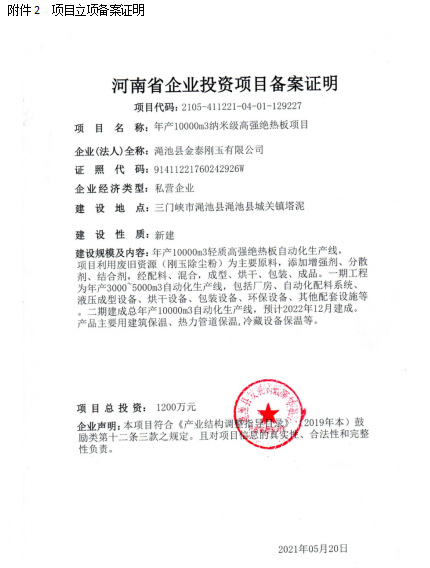 附件 2 项目立项备案证明
河南省企业投资项目备案证明
项目代码：2105-411221-04-01-129227
项 目 名 称：年产10000m3纳米级高强绝热板项目
企业(法人)全称：渑池县金泰刚玉有限公司
证 照 代 码：91411221760242926W
企业经济类型：私营企业
建 设 地 点：三门峡市渑池县渑池县城关镇塔泥
建 设 性 质：新建
建设规模及内容：年产10000m3轻质高强绝热板自动化生产线，
项目利用废旧资源（刚玉除尘粉）为主要原料，添加增强剂、分散
剂、结合剂。经配料、混合，成型、烘干、包装、成品。一期工程
为年产3000~5000m3自动化生产线，包括厂房、自动化配料系统、
液压成型设备、烘干设备、包装设备、环保设备、其他配套设施等
。二期建成总年产10000m3自动化生产线，预计2022年12月建成。
产品主要用建筑保温、热力管道保温,冷藏设备保温等。
项 目 总 投 资： 1200万元
企业声明：本项目符合《产业结构调整指导目录》（2019年本）鼓
励类第十二条三款之规定。且对项目信息的真实性、合法性和完整
性负责。
2021年05月20日